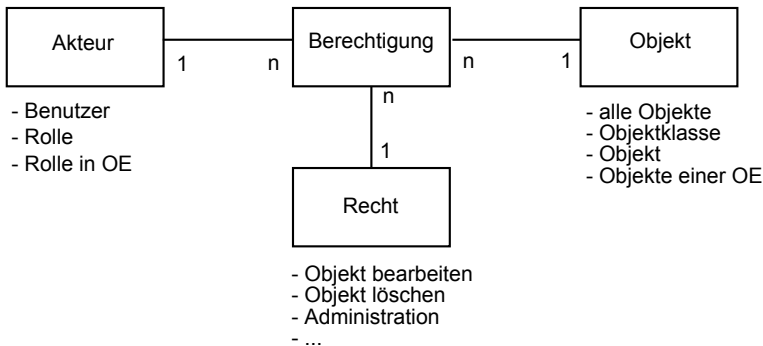 Akteur
Berechtigung
Objekt
1
n
n
1
- Benutzer
- Rolle
- Rolle in OE
n
1
- alle Objekte
- Objektklasse
- Objekt
- Objekte einer OE
Recht
- Objekt bearbeiten
- Objekt löschen
- Administration
- ...